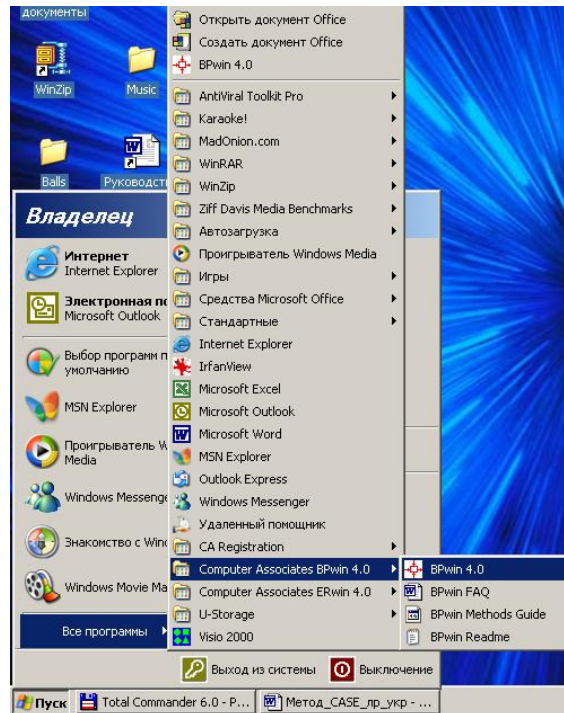 документы
WinZip
Music
Balls
Руководст
Открыть документ Office
Создать документ Office
BPwin 4.0
AntiViral Toolkit Pro
Karaoke!
MadOnion.com
WinRAR
WinZip
Ziff Davis Media Benchmarks
Автозагрузка
Проигрыватель Windows Media
Игры
Средства Microsoft Office
Стандартные
Internet Explorer
IrfanView
Microsoft Excel
Microsoft Outlook
Microsoft Word
MSN Explorer
Outlook Express
Windows Messenger
Удаленный помощник
CA Registration
Computer Associates BPwin 4.0
Computer Associates ERwin 4.0
U-Storage
Visio 2000
BPwin 4.0
BPwin FAQ
BPwin Methods Guide
BPwin Readme
Владелец
Интернет
Internet Explorer
Электронная по
Microsoft Outlook
Выбор программ п
умолчанию
MSN Explorer
Проигрыватель W
Media
Windows Messenge
Знакомство с Wind
Windows Movie Ma
Все программы
Выход из системы
Выключение
Пуск
Total Commander 6.0 - P...
Метод_CASE_лр_укр - ...